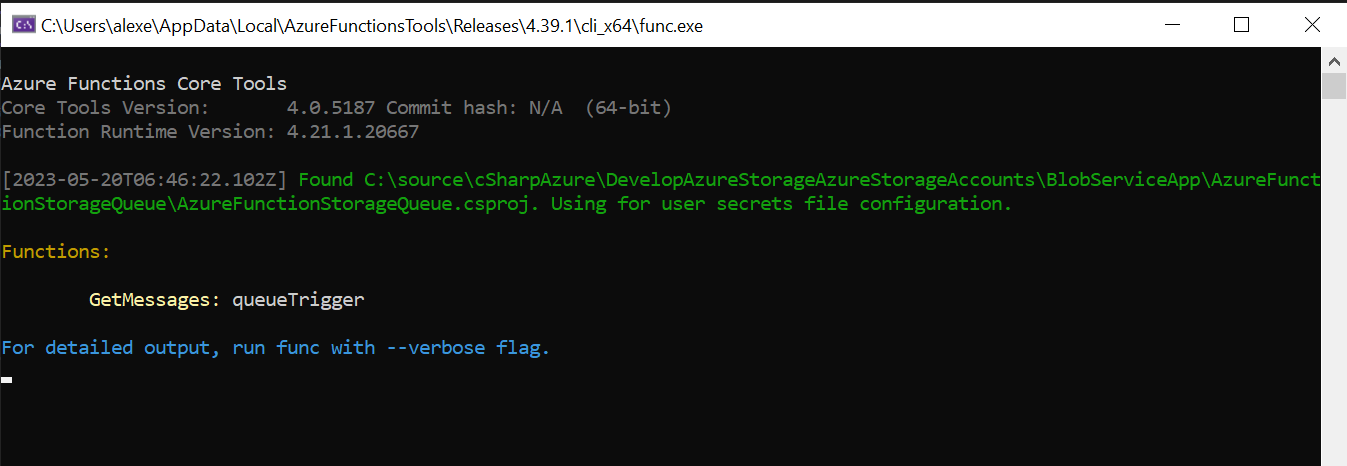 C:\Users\alexe\AppData\Local\AzureFunctionsTools\Releases\4.39.1\cli_x64\func.exe
Azure Functions Core Tools
Core Tools Version:       4.0.5187 Commit hash: N/A  (64-bit)
Function Runtime Version: 4.21.1.20667
[2023-05-20T06:46:22.102Z] Found C:\source\cSharpAzure\DevelopAzureStorageAzureStorageAccounts\BlobServiceApp\AzureFunct
ionStorageQueue\AzureFunctionStorageQueue.csproj. Using for user secrets file configuration.
Functions:
GetMessages: queueTrigger
For detailed output, run func with --verbose flag.